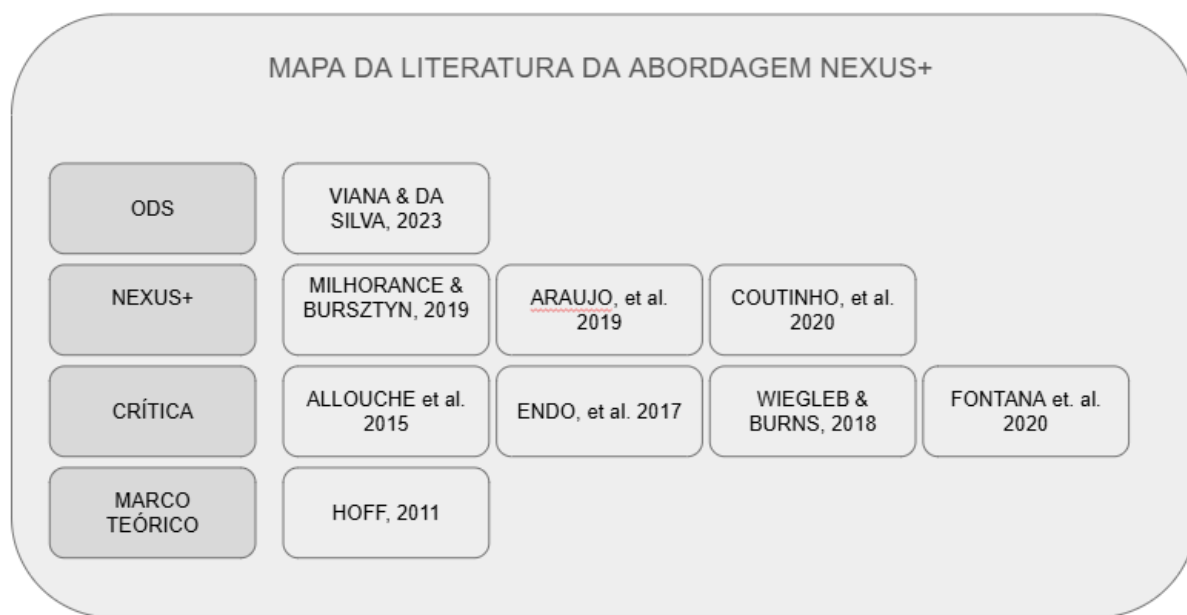 MAPA DA LITERATURA DA ABORDAGEM NEXUS+
ODS
VIANA & DA
SILVA, 2023
NEXUS+
MILHORANCE &
BURSZTYN, 2019
ARAUJO, et al.
2019
COUTINHO, et al.
2020
CRÍTICA
ALLOUCHE et al.
2015
ENDO, et al. 2017
WIEGLEB &
BURNS, 2018
FONTANA et. al.
2020
MARCO
TEÓRICO
HOFF, 2011